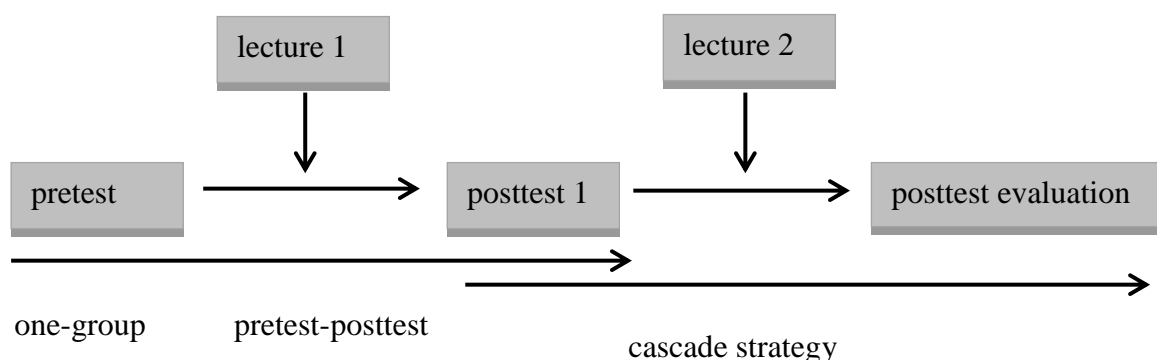 lecture 1
lecture 2
pretest
posttest 1
posttest evaluation
one-group pretest-posttest
cascade strategy